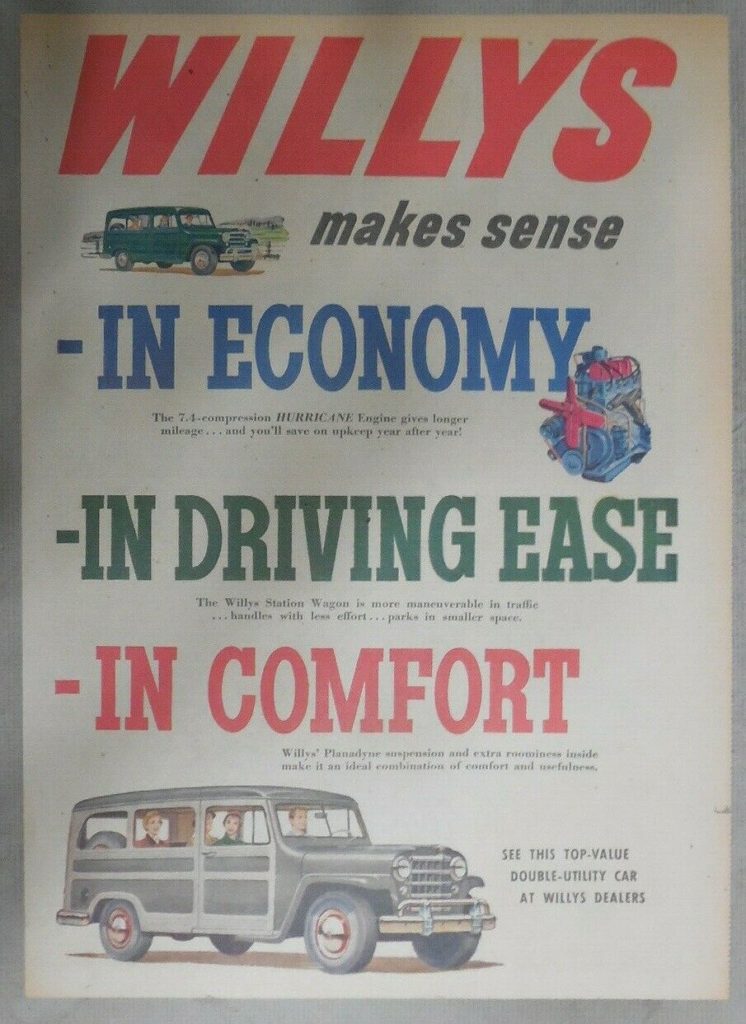 WILLYS
makes sense
-IN ECONOMY
The 7.4-compression HURRICANE Engine gives longer
mileage...and you'll save on upkeep year after year!
-IN DRIVING EASE
The Willys Station Wagon is more maneuverable in traffic
...handles with less effort...parks in smaller space.
-IN COMFORT
Willys' Planadyne suspension and extra roominess inside
make it an ideal combination of comfort and usefulness.
SEE THIS TOP-VALUE
DOUBLE-UTILITY CAR
AT WILLYS DEALERS